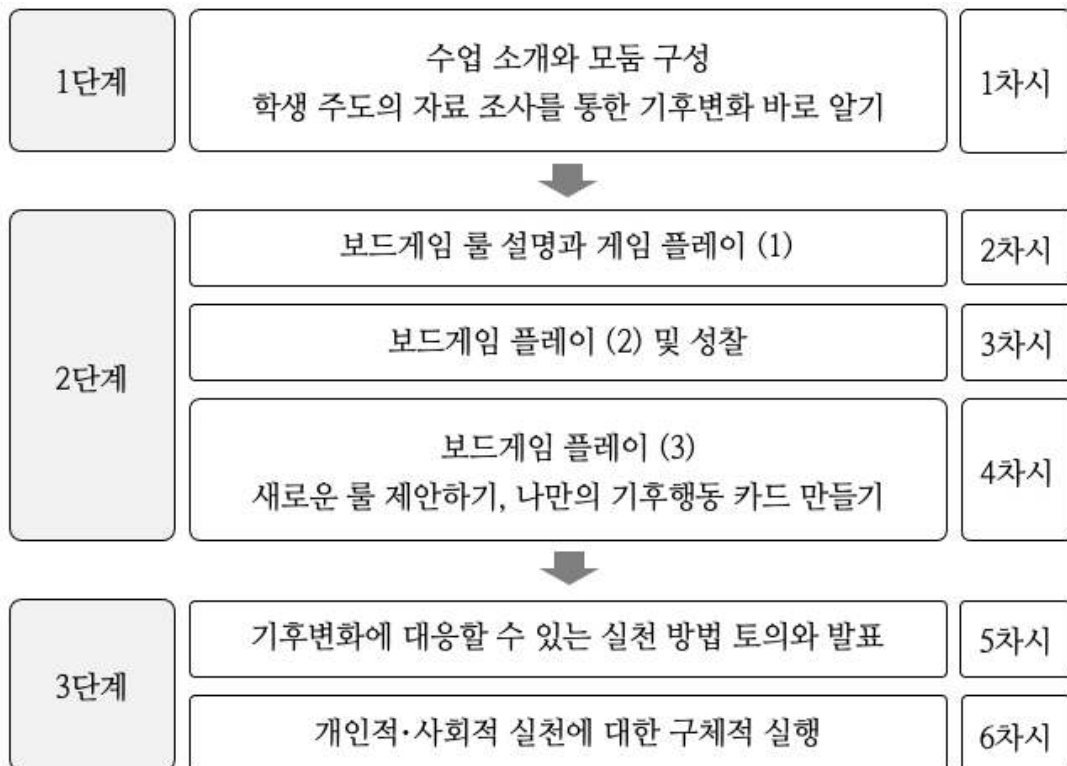 1단계
수업 소개와 모둠 구성
학생 주도의 자료 조사를 통한 기후변화 바로 알기
1차시
2단계
보드게임 룰 설명과 게임 플레이 (1)
2차시
보드게임 플레이 (2) 및 성찰
3차시
보드게임 플레이 (3)
새로운 룰 제안하기, 나만의 기후행동 카드 만들기
4차시
3단계
기후변화에 대응할 수 있는 실천 방법 토의와 발표
5차시
개인적·사회적 실천에 대한 구체적 실행
6차시